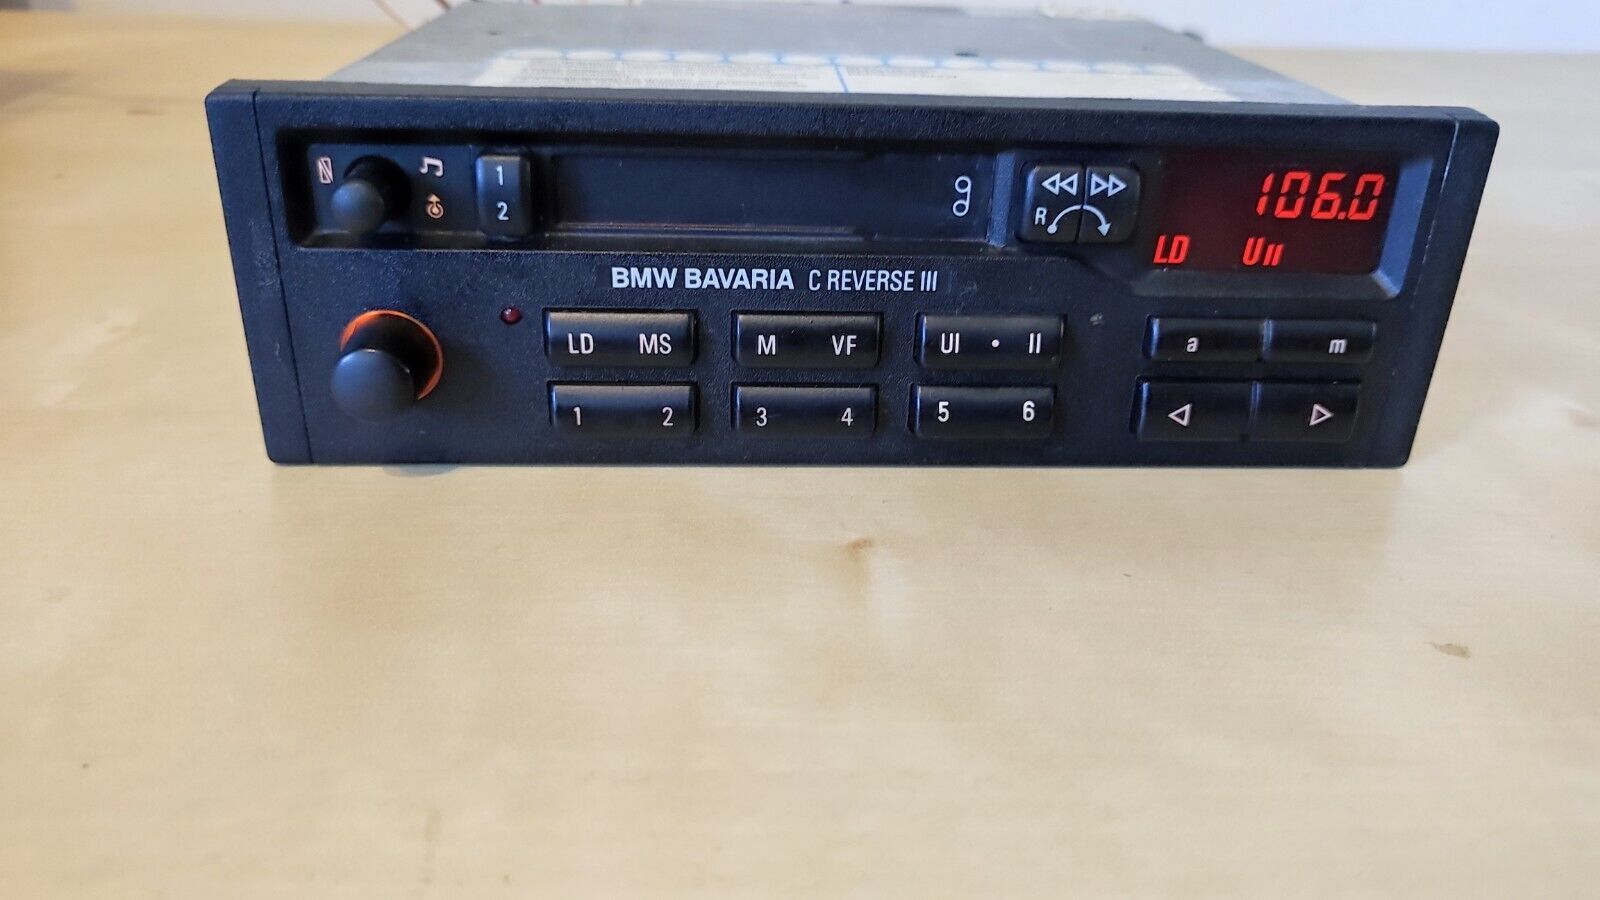 1
2
R
106.0
LD UII
BMW BAVARIA C REVERSE III
LD MS M VF UI • II a m
1 2 3 4 5 6